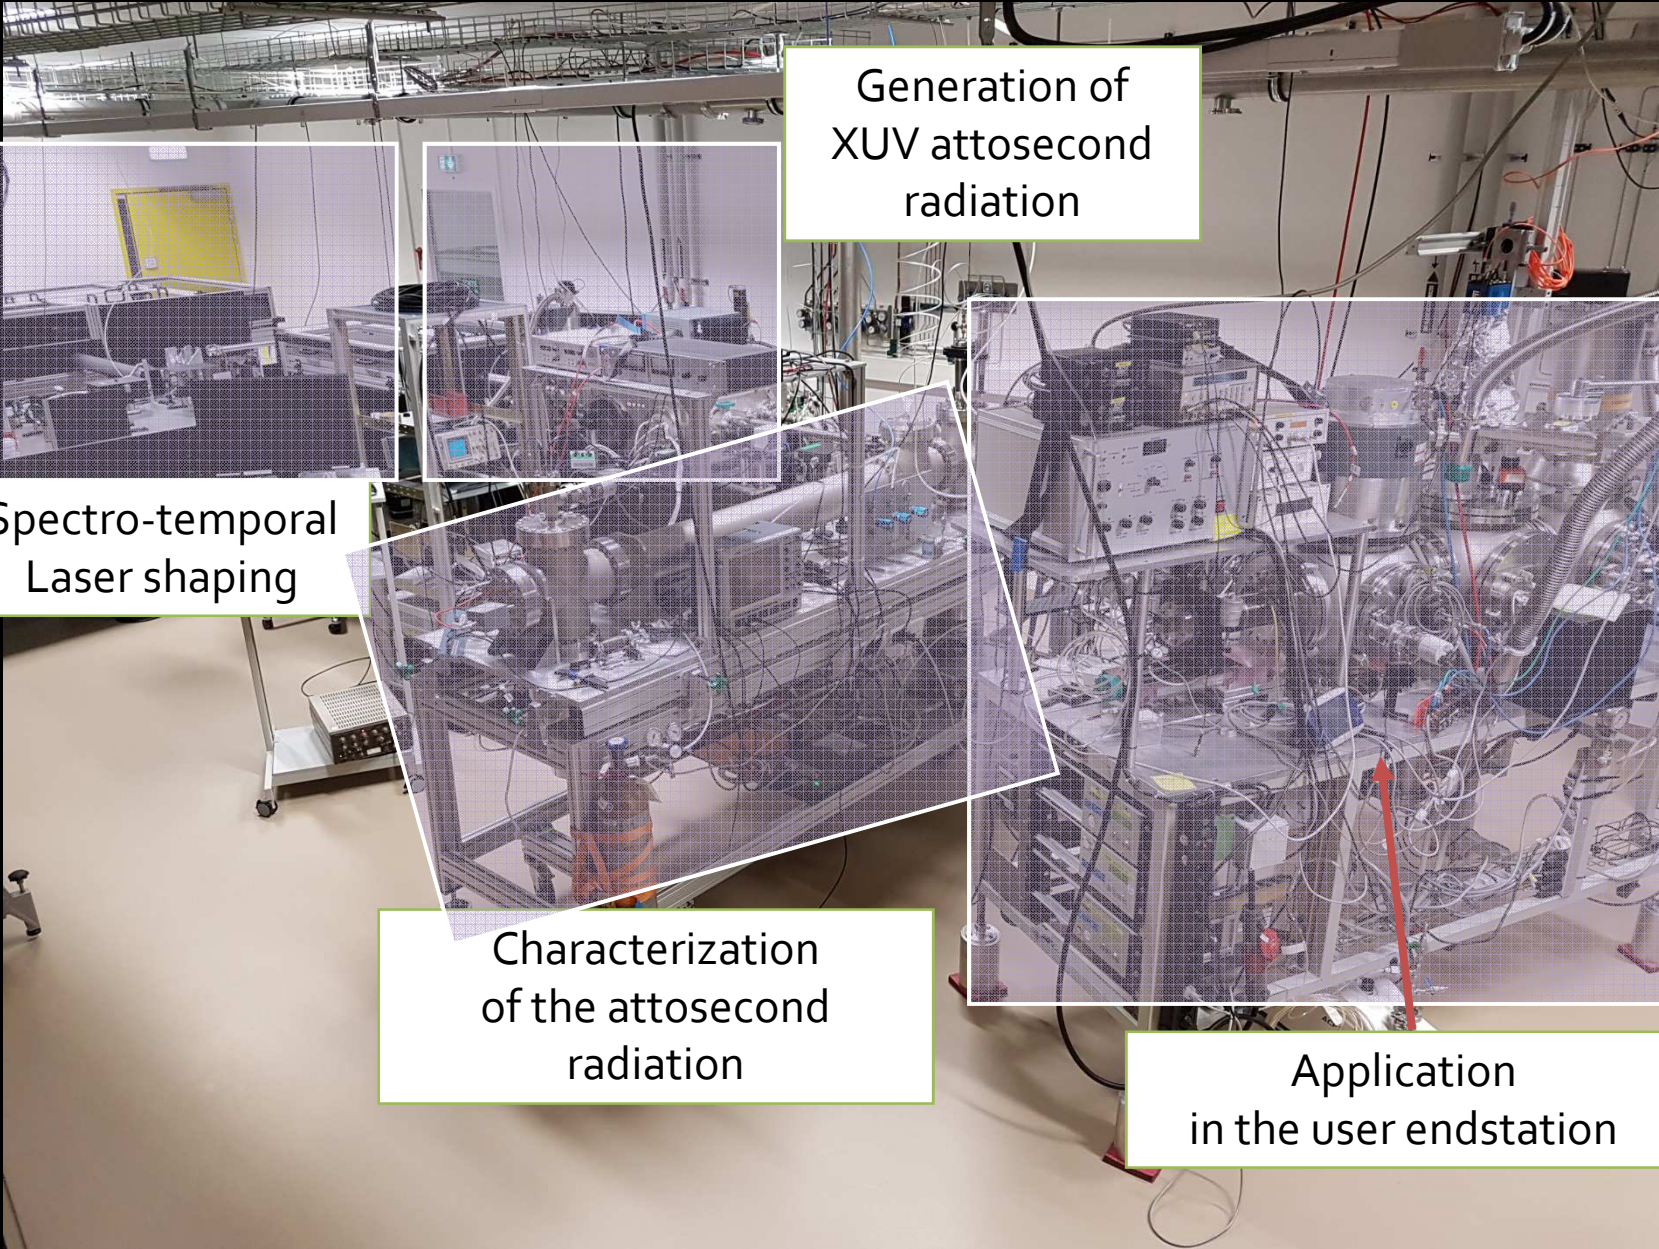 Generation of
XUV attosecond
radiation
Spectro-temporal
Laser shaping
Characterization
of the attosecond
radiation
Application
in the user endstation